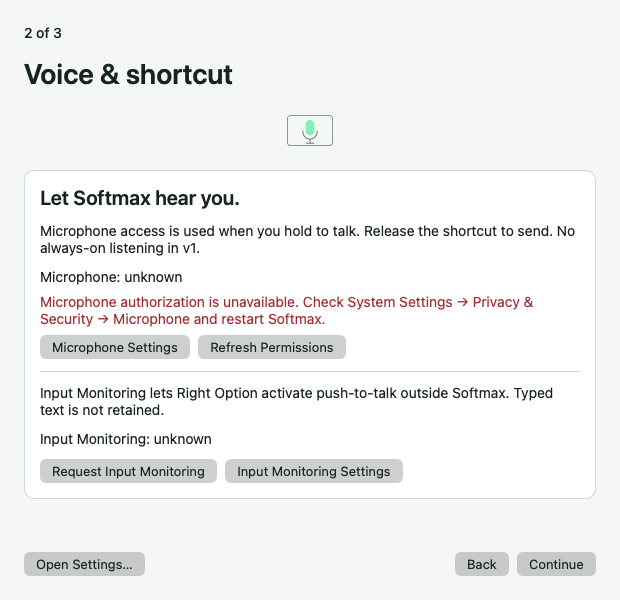 2 of 3
Voice & shortcut
Let Softmax hear you.
Microphone access is used when you hold to talk. Release the shortcut to send. No
always-on listening in v1.
Microphone: unknown
Microphone authorization is unavailable. Check System Settings → Privacy &
Security → Microphone and restart Softmax.
Microphone Settings
Refresh Permissions
Input Monitoring lets Right Option activate push-to-talk outside Softmax. Typed
text is not retained.
Input Monitoring: unknown
Request Input Monitoring
Input Monitoring Settings
Open Settings...
Back
Continue